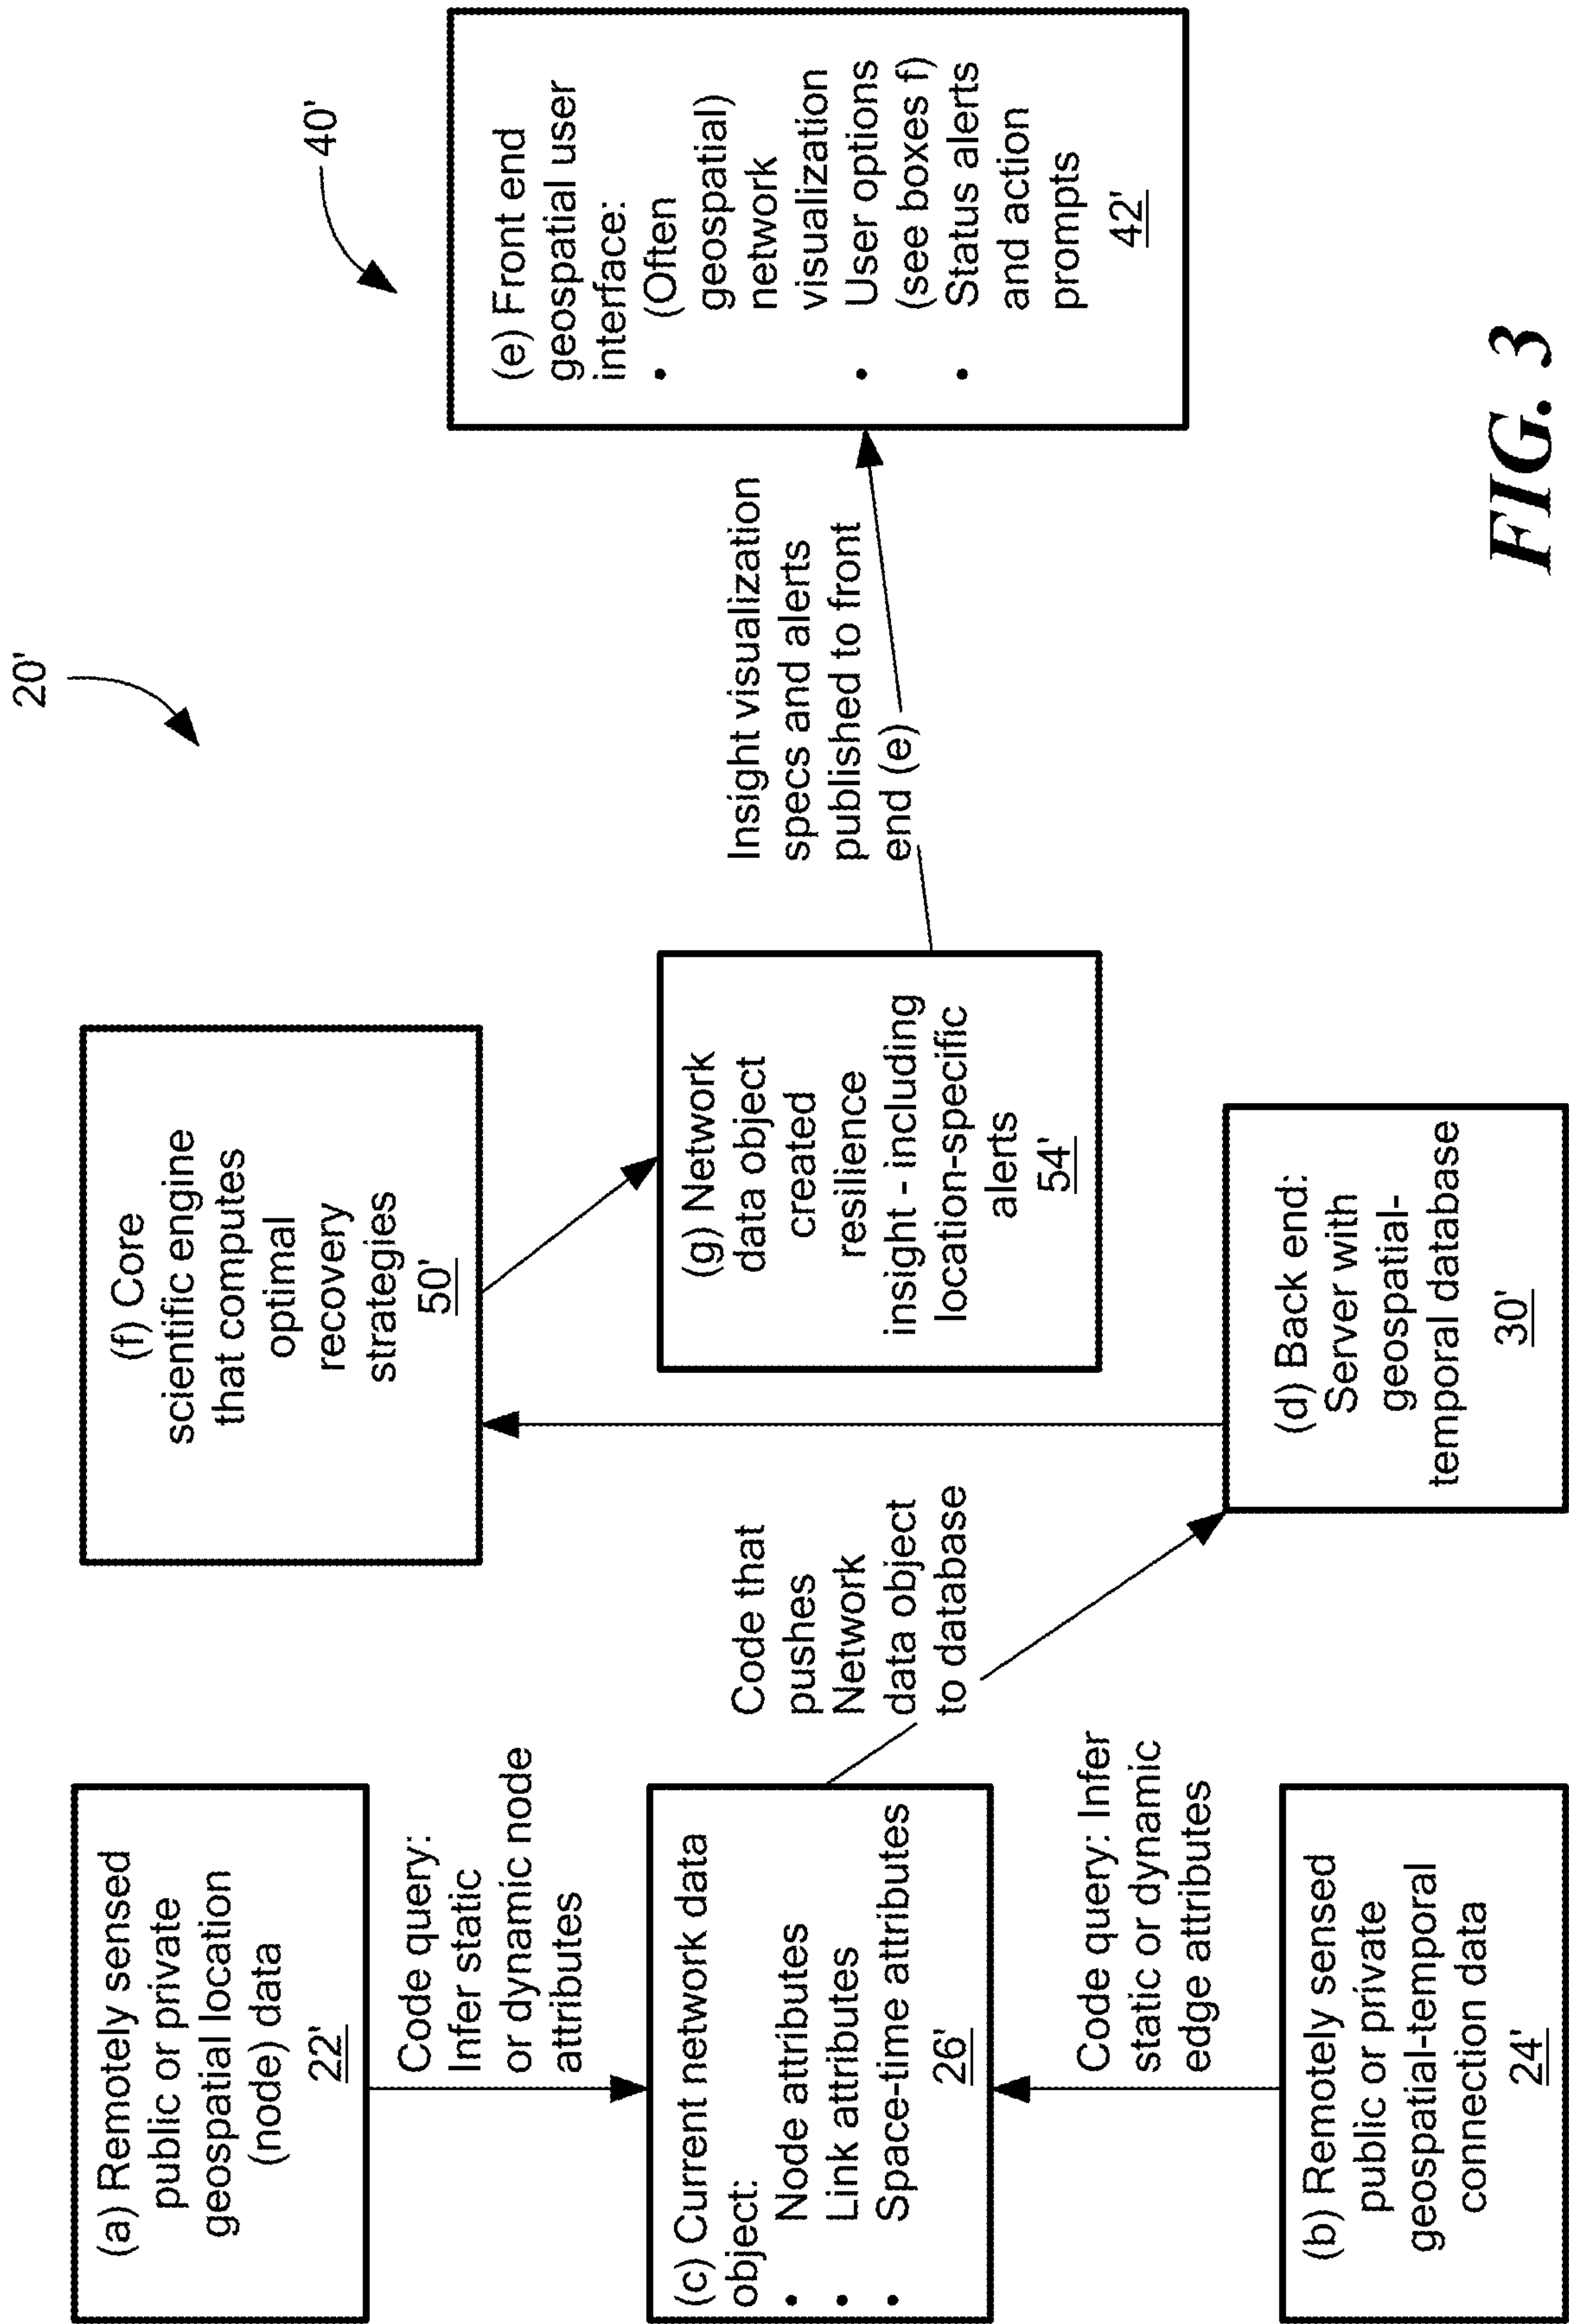 20'
40'
(a) Remotely sensed
public or private
geospatial location
(node) data
22'
Code query:
Infer static
or dynamic node
attributes
(c) Current network data
object:
• Node attributes
• Link attributes
• Space-time attributes
26'
Code query: Infer
static or dynamic
edge attributes
(b) Remotely sensed
public or private
geospatial-temporal
connection data
24'
Code that
pushes
Network
data object
to database
(d) Back end:
Server with
geospatial-
temporal database
30'
(f) Core
scientific engine
that computes
optimal
recovery
strategies
50'
(g) Network
data object
created
resilience
insight - including
location-specific
alerts
54'
Insight visualization
specs and alerts
published to front
end (e)
(e) Front end
geospatial user
interface:
• (Often
geospatial)
network
visualization
• User options
(see boxes f)
• Status alerts
and action
prompts
42'
FIG. 3